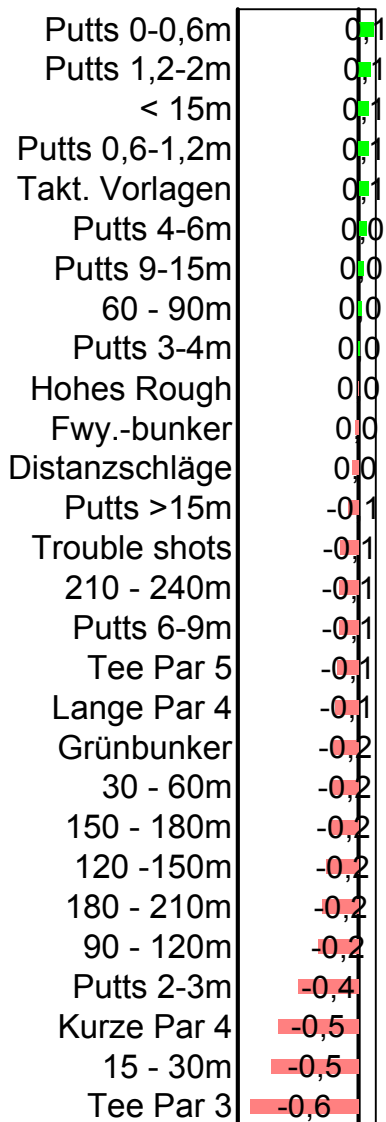 Putts 0-0,6m 0,1
Putts 1,2-2m 0,1
< 15m 0,1
Putts 0,6-1,2m 0,1
Takt. Vorlagen 0,1
Putts 4-6m 0,0
Putts 9-15m 0,0
60 - 90m 0,0
Putts 3-4m 0,0
Hohes Rough 0,0
Fwy.-bunker 0,0
Distanzschläge 0,0
Putts >15m -0,1
Trouble shots -0,1
210 - 240m -0,1
Putts 6-9m -0,1
Tee Par 5 -0,1
Lange Par 4 -0,1
Grünbunker -0,2
30 - 60m -0,2
150 - 180m -0,2
120 -150m -0,2
180 - 210m -0,2
90 - 120m -0,2
Putts 2-3m -0,4
Kurze Par 4 -0,5
15 - 30m -0,5
Tee Par 3 -0,6